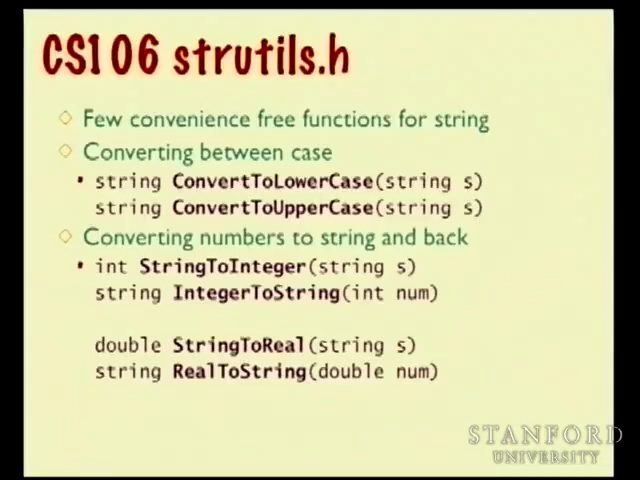 CS106 strutils.h
Few convenience free functions for string
Converting between case
string ConvertToLowerCase(string s)
string ConvertToUpperCase(string s)
Converting numbers to string and back
int StringToInteger(string s)
string IntegerToString(int num)
double StringToReal(string s)
string RealToString(double num)
STANFORD
UNIVERSITY